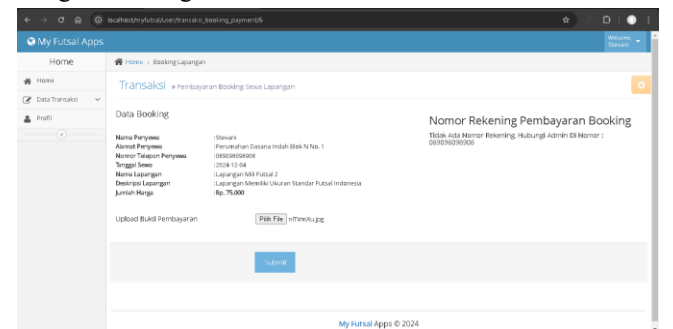 localhost/myfutsal/user/transaksi_booking_payment/6
My Futsal Apps
Welcome, Stevani
Home
Home > Booking Lapangan
Home
Data Transaksi
Profil
Transaksi » Pembayaran Booking Sewa Lapangan
Data Booking
Nama Penyewa :Stevani
Alamat Penyewa :Perumahan Dasana Indah Blok N No. 1
Nomor Telepon Penyewa :089098098908
Tanggal Sewa :2024-12-04
Nama Lapangan :Lapangan Mili Futsal 2
Deskripsi Lapangan :Lapangan Memiliki Ukuran Standar Futsal Indonesia
Jumlah Harga :Rp. 75.000
Nomor Rekening Pembayaran Booking
Tidak Ada Nomor Rekening. Hubungi Admin Di Nomor :
089098098908
Upload Bukti Pembayaran
Pilih File
Submit
My Futsal Apps © 2024